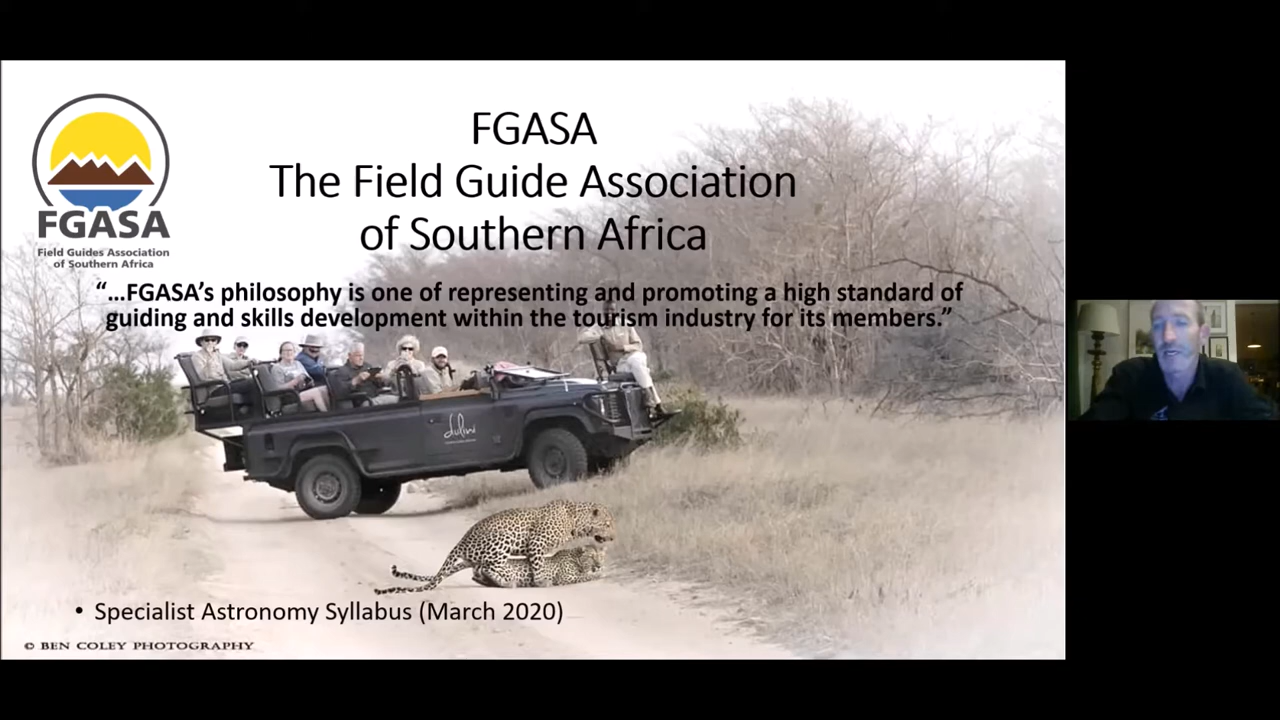 FGASA
The Field Guide Association
of Southern Africa
FGASA
Field Guides Association
of Southern Africa
“...FGASA’s philosophy is one of representing and promoting a high standard of
guiding and skills development within the tourism industry for its members.”
dulini
• Specialist Astronomy Syllabus (March 2020)
© BEN COLEY PHOTOGRAPHY